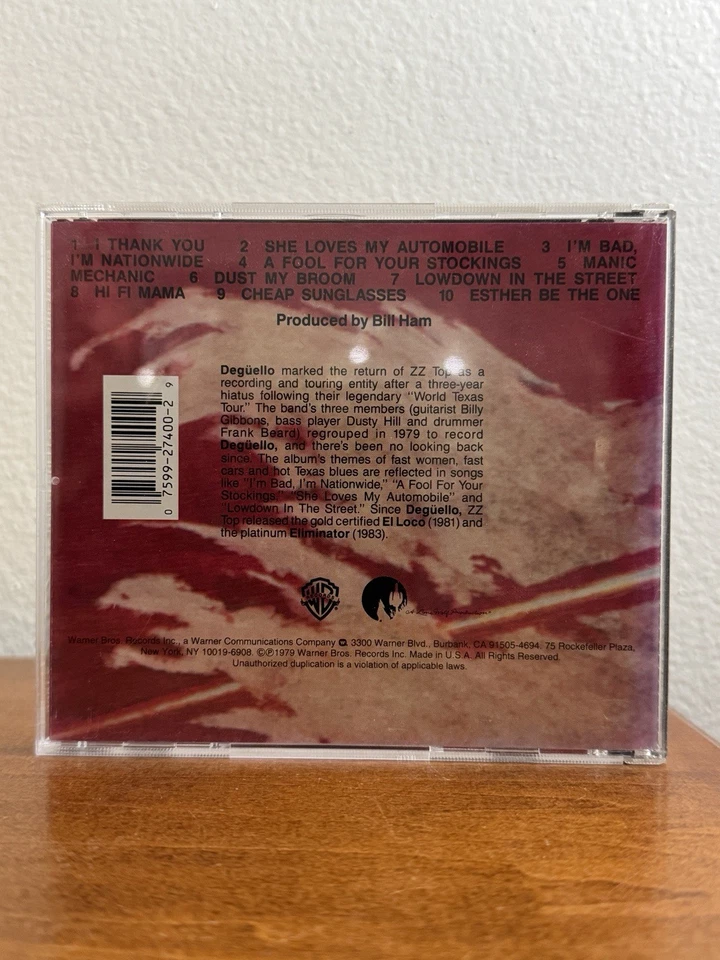 1 I THANK YOU 2 SHE LOVES MY AUTOMOBILE 3 I'M BAD,
I'M NATIONWIDE 4 A FOOL FOR YOUR STOCKINGS 5 MANIC
MECHANIC 6 DUST MY BROOM 7 LOWDOWN IN THE STREET
8 HI FI MAMA 9 CHEAP SUNGLASSES 10 ESTHER BE THE ONE
Produced by Bill Ham
Degüello marked the return of ZZ Top as a
recording and touring entity after a three-year
hiatus following their legendary "World Texas
Tour." The band's three members (guitarist Billy
Gibbons, bass player Dusty Hill and drummer
Frank Beard) regrouped in 1979 to record
Degüello, and there's been no looking back
since. The album's themes of fast women, fast
cars and hot Texas blues are reflected in songs
like "I'm Bad, I'm Nationwide," "A Fool For Your
Stockings," "She Loves My Automobile" and
"Lowdown In The Street." Since Degüello, ZZ
Top released the gold certified El Loco (1981) and
the platinum Eliminator (1983).
0 7599-27400-2 9
Warner Bros. Records Inc., a Warner Communications Company 3300 Warner Blvd., Burbank, CA 91505-4694. 75 Rockefeller Plaza,
New York, NY 10019-6908. ©℗1979 Warner Bros. Records Inc. Made in U.S.A. All Rights Reserved.
Unauthorized duplication is a violation of applicable laws.